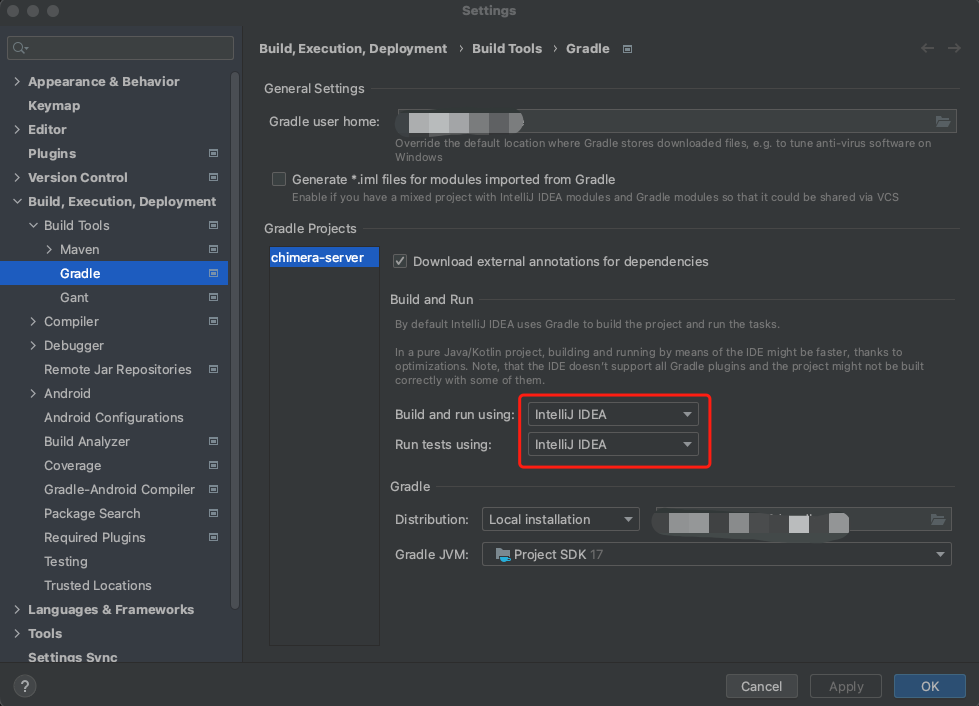 Settings
Appearance & Behavior
Keymap
Editor
Plugins
Version Control
Build, Execution, Deployment
Build Tools
Maven
Gradle
Gant
Compiler
Debugger
Remote Jar Repositories
Android
Android Configurations
Build Analyzer
Coverage
Gradle-Android Compiler
Package Search
Required Plugins
Testing
Trusted Locations
Languages & Frameworks
Tools
Settings Sync
?
Build, Execution, Deployment › Build Tools › Gradle
General Settings
Gradle user home:
Override the default location where Gradle stores downloaded files, e.g. to tune anti-virus software on
Windows
Generate *.iml files for modules imported from Gradle
Enable if you have a mixed project with IntelliJ IDEA modules and Gradle modules so that it could be shared via VCS
Gradle Projects
chimera-server
Download external annotations for dependencies
Build and Run
By default IntelliJ IDEA uses Gradle to build the project and run the tasks.
In a pure Java/Kotlin project, building and running by means of the IDE might be faster, thanks to
optimizations. Note, that the IDE doesn't support all Gradle plugins and the project might not be built
correctly with some of them.
Build and run using: IntelliJ IDEA
Run tests using: IntelliJ IDEA
Gradle
Distribution: Local installation
Gradle JVM: Project SDK 17
Cancel Apply OK